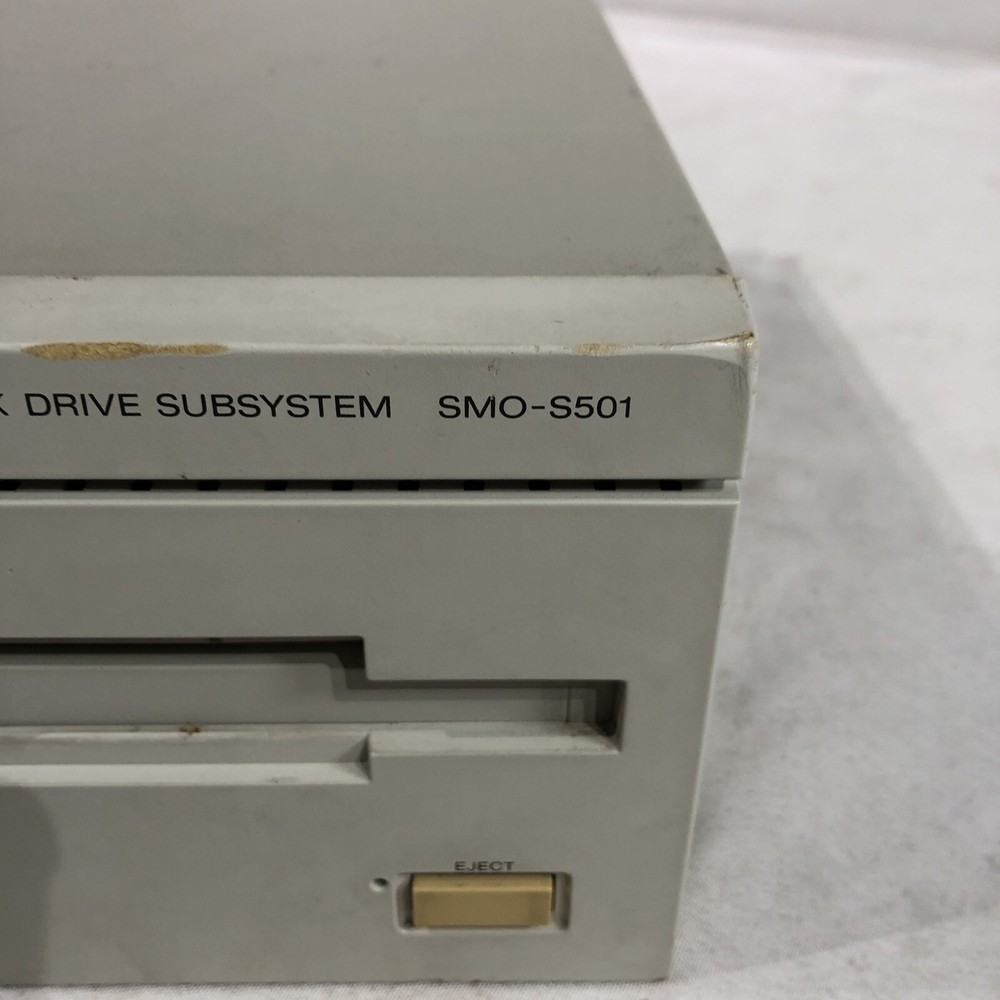 K DRIVE SUBSYSTEM SMO-S501
EJECT